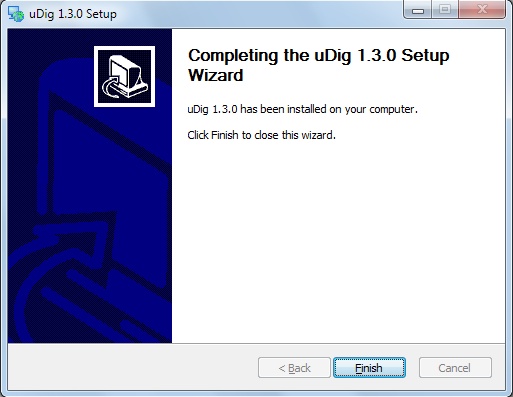 uDig 1.3.0 Setup
Completing the uDig 1.3.0 Setup
Wizard
uDig 1.3.0 has been installed on your computer.
Click Finish to close this wizard.
< Back
Finish
Cancel